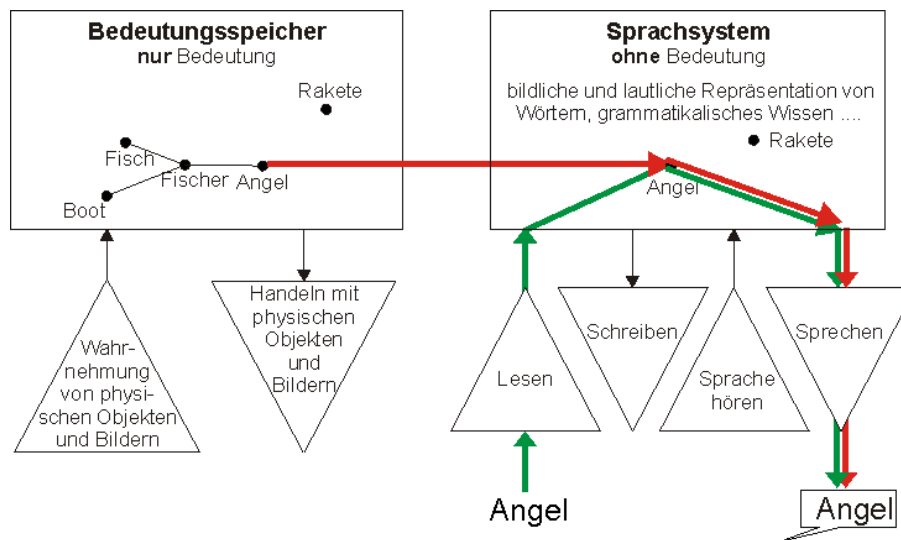 Bedeutungsspeicher
nur Bedeutung
Rakete
Fisch
Fischer
Angel
Boot
Sprachsystem
ohne Bedeutung
bildliche und lautliche Repräsentation von
Wörtern, grammatikalisches Wissen ....
Rakete
Angel
Wahr-
nehmung
von physi-
schen Objekten
und Bildern
Handeln mit
physischen
Objekten
und
Bildern
Lesen
Schreiben
Sprache
hören
Sprechen
Angel
Angel